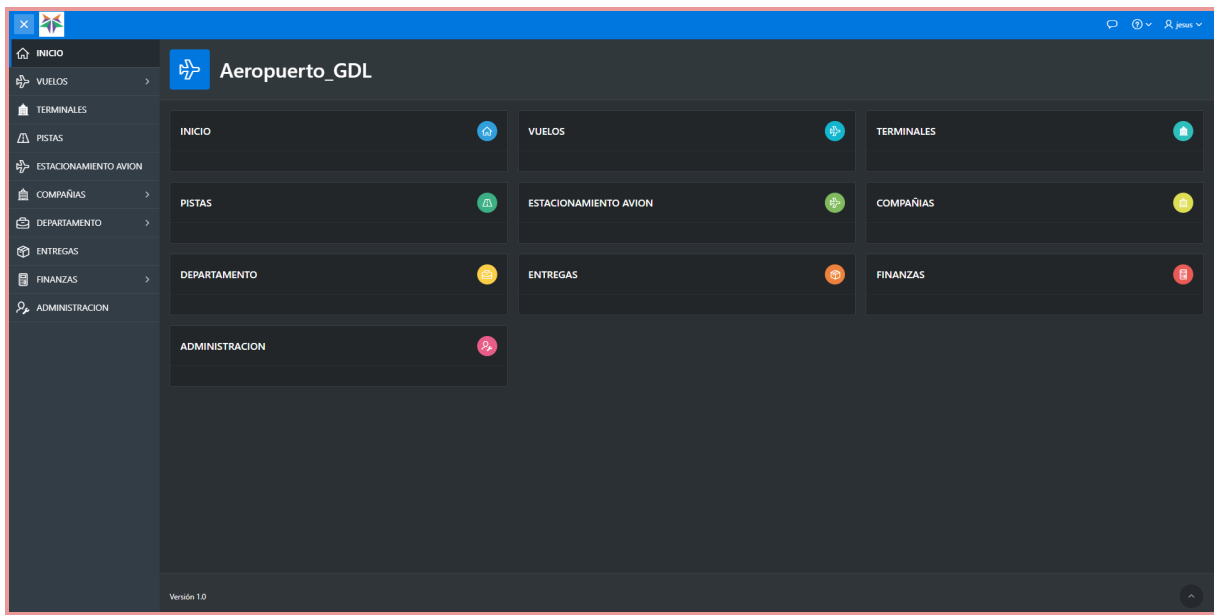 jesus
INICIO
VUELOS
TERMINALES
PISTAS
ESTACIONAMIENTO AVION
COMPAÑIAS
DEPARTAMENTO
ENTREGAS
FINANZAS
ADMINISTRACION
Aeropuerto_GDL
INICIO
VUELOS
TERMINALES
PISTAS
ESTACIONAMIENTO AVION
COMPAÑIAS
DEPARTAMENTO
ENTREGAS
FINANZAS
ADMINISTRACION
Versión 1.0